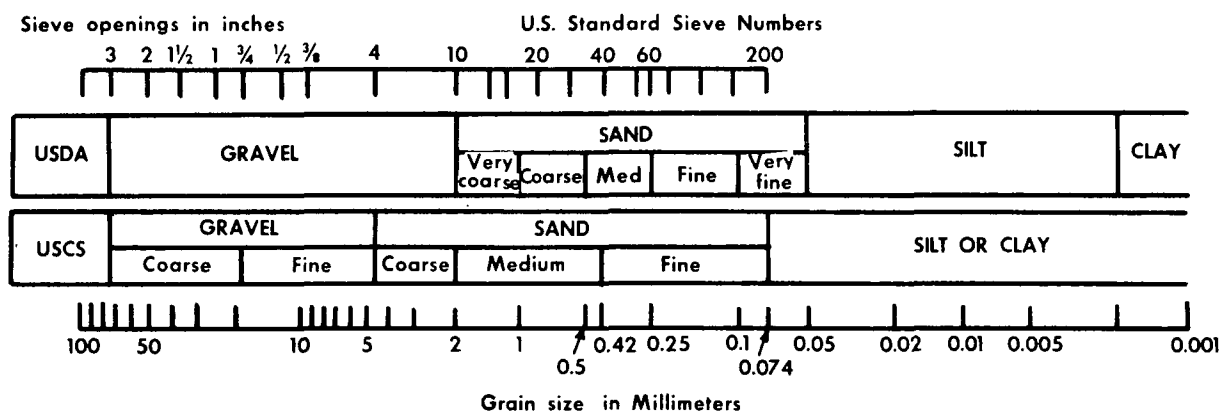 Sieve openings in inches U.S. Standard Sieve Numbers
3 2 1½ 1 ¾ ½ ⅜ 4 10 20 40 60 200
USDA GRAVEL SAND SILT CLAY
Very coarse Coarse Med Fine Very fine
USCS GRAVEL SAND SILT OR CLAY
Coarse Fine Coarse Medium Fine
100 50 10 5 2 1 0.5 0.42 0.25 0.1 0.074 0.05 0.02 0.01 0.005 0.001
Grain size in Millimeters